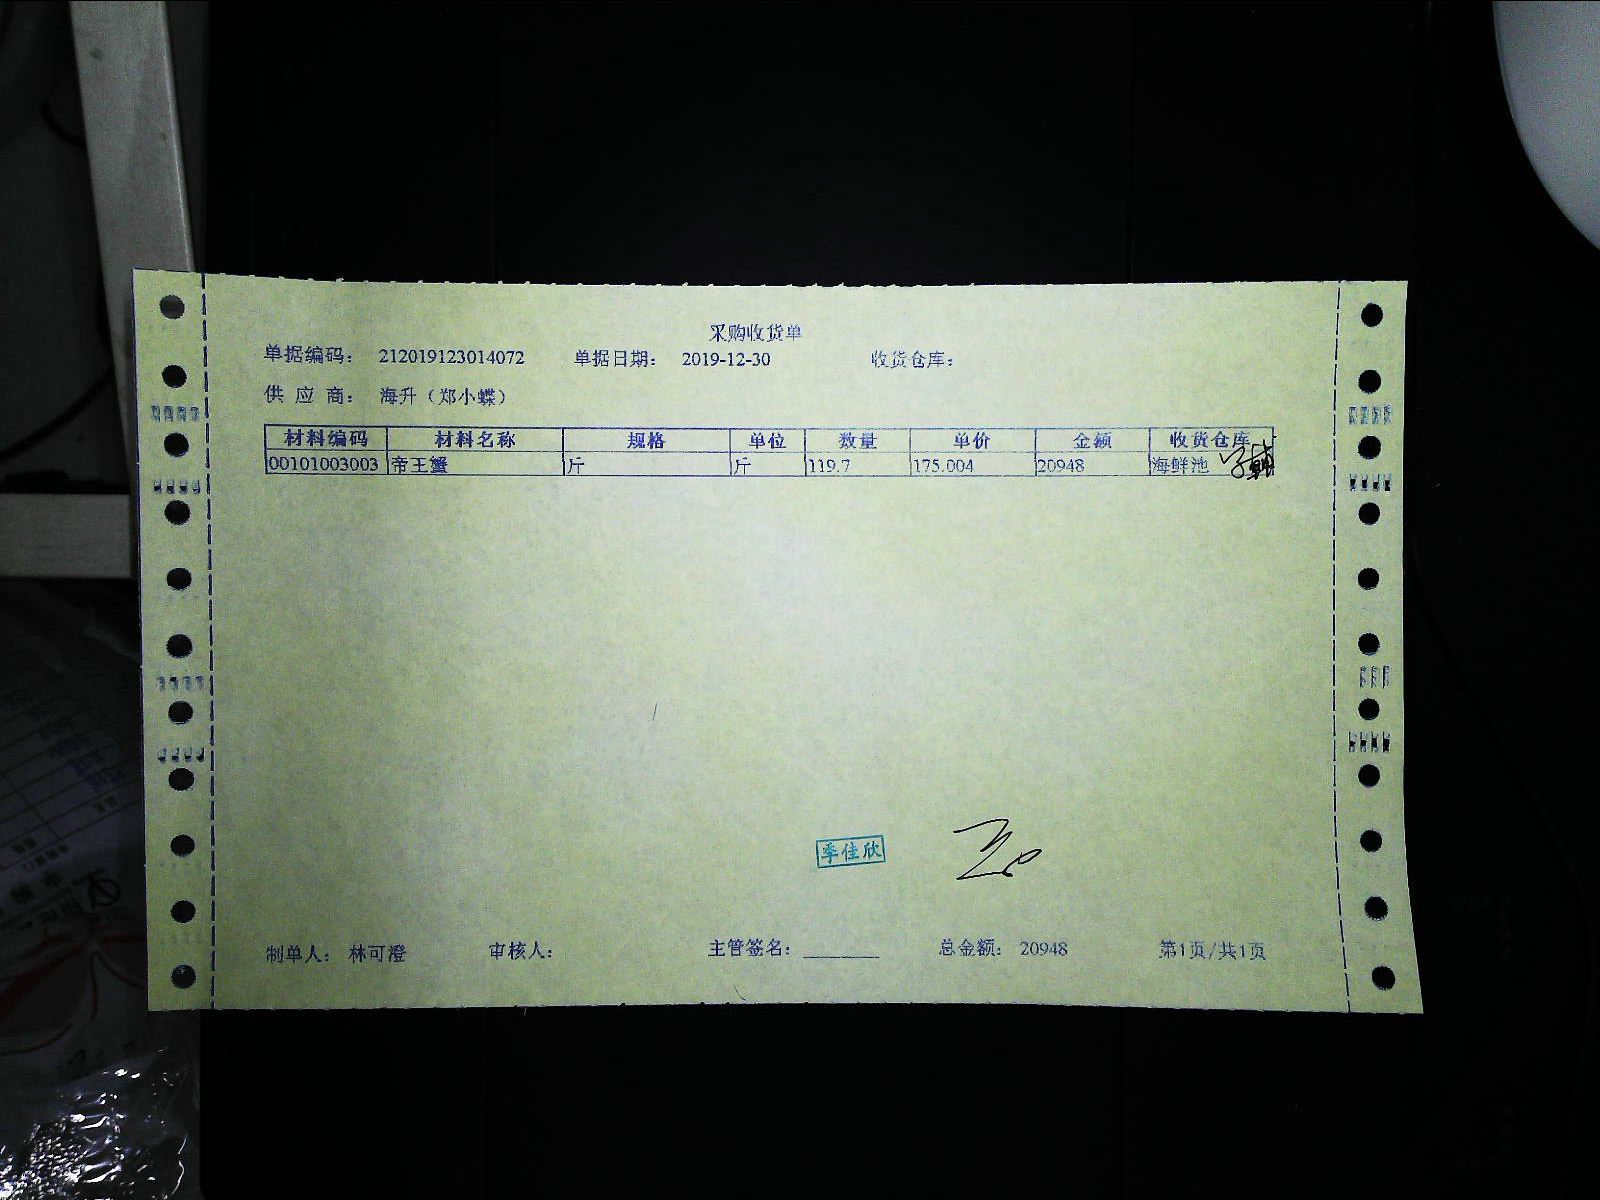 采购收货单
单据编码： 212019123014072 单据日期： 2019-12-30 收货仓库：
供 应 商： 海升（郑小蝶）
材料编码 材料名称 规格 单位 数量 单价 金额 收货仓库
00101003003 帝王蟹 斤 斤 119.7 175.004 20948 海鲜池
季佳欣
制单人： 林可澄 审核人： 主管签名： ________ 总金额： 20948 第1页/共1页